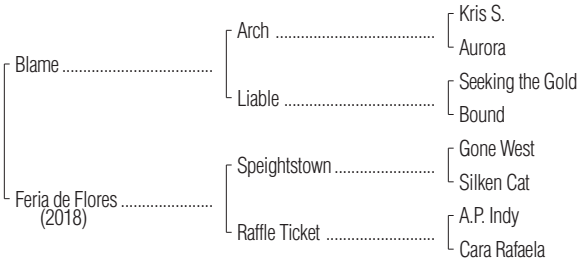 Kris S.
Arch ............................................
Aurora
Blame .........................................
Seeking the Gold
Liable .........................................
Bound
Gone West
Speightstown ............................
Silken Cat
Feria de Flores .........................
(2018)
A.P. Indy
Raffle Ticket ..............................
Cara Rafaela